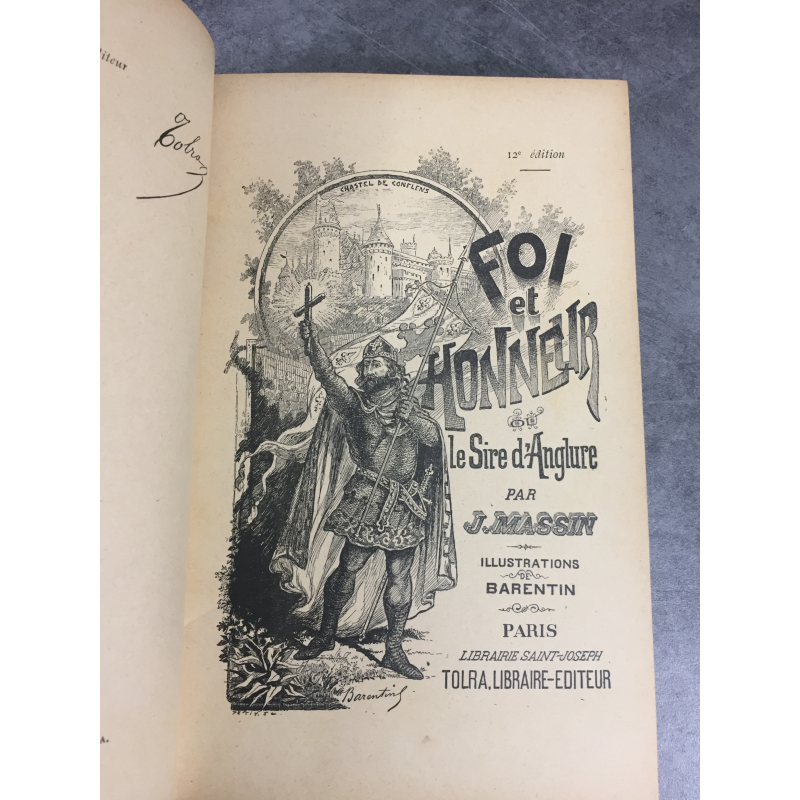 Tolra
12e édition
CHASTEL DE CONFLENS
FOI
et
HONNEUR
ou
le Sire d'Anglure
PAR
J. MASSIN
ILLUSTRATIONS
DE
BARENTIN
PARIS
LIBRAIRIE SAINT-JOSEPH
TOLRA, LIBRAIRE-EDITEUR
Barentin